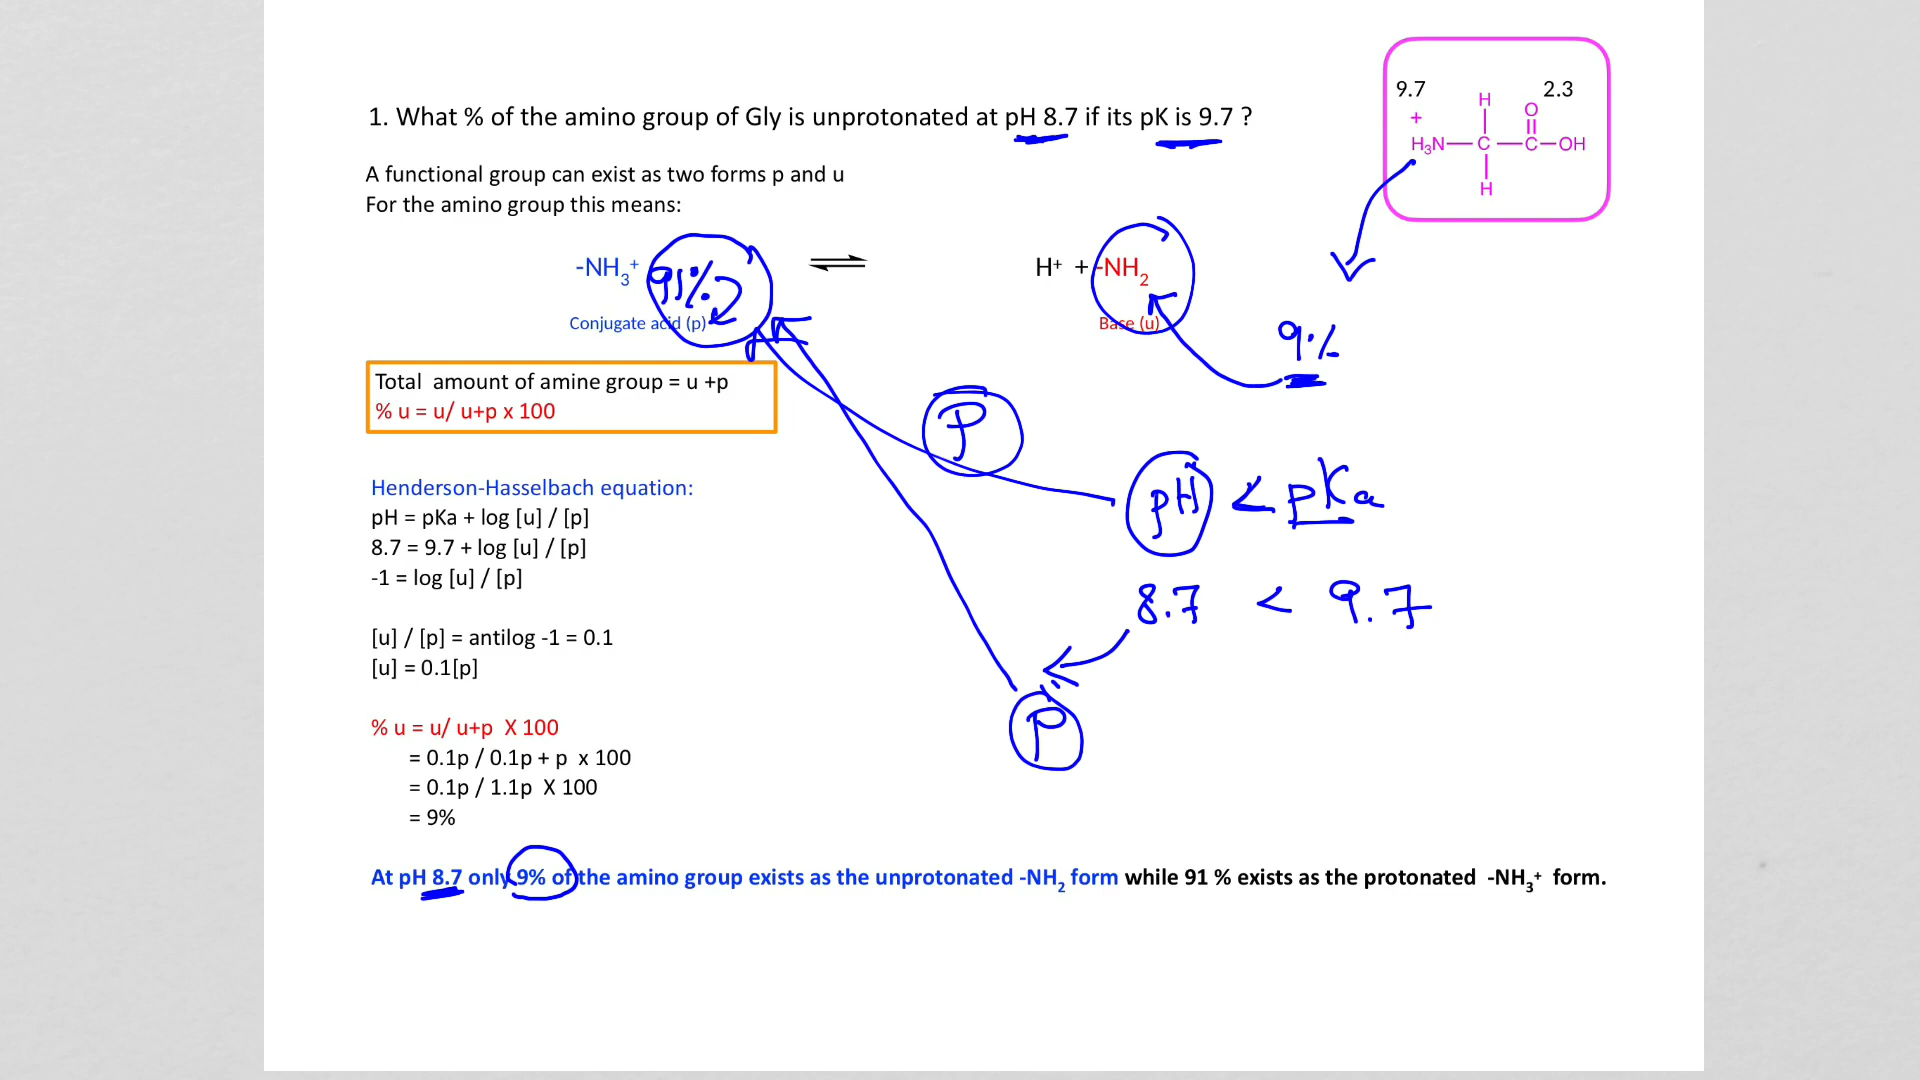 9.7 2.3
H
O
+
H₃N—C—C—OH
H
1. What % of the amino group of Gly is unprotonated at pH 8.7 if its pK is 9.7 ?
A functional group can exist as two forms p and u
For the amino group this means:
-NH₃⁺ 91% ⇌ H⁺ + -NH₂
Conjugate acid (p) Base (u)
9%
Total amount of amine group = u +p
% u = u/ u+p x 100
P
pH < pKa
Henderson-Hasselbach equation:
pH = pKa + log [u] / [p]
8.7 = 9.7 + log [u] / [p]
-1 = log [u] / [p]
8.7 < 9.7
[u] / [p] = antilog -1 = 0.1
[u] = 0.1[p]
P
% u = u/ u+p X 100
= 0.1p / 0.1p + p x 100
= 0.1p / 1.1p X 100
= 9%
At pH 8.7 only 9% of the amino group exists as the unprotonated -NH₂ form while 91 % exists as the protonated -NH₃⁺ form.